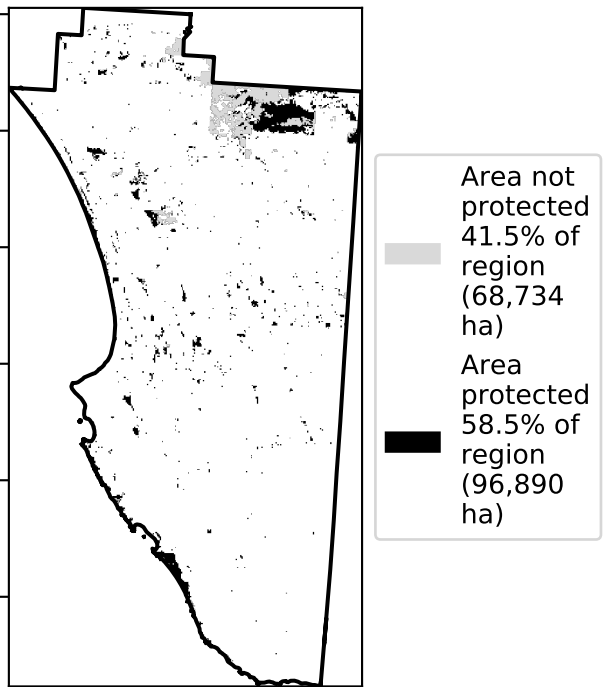 Area not
protected
41.5% of
region
(68,734
ha)
Area
protected
58.5% of
region
(96,890
ha)